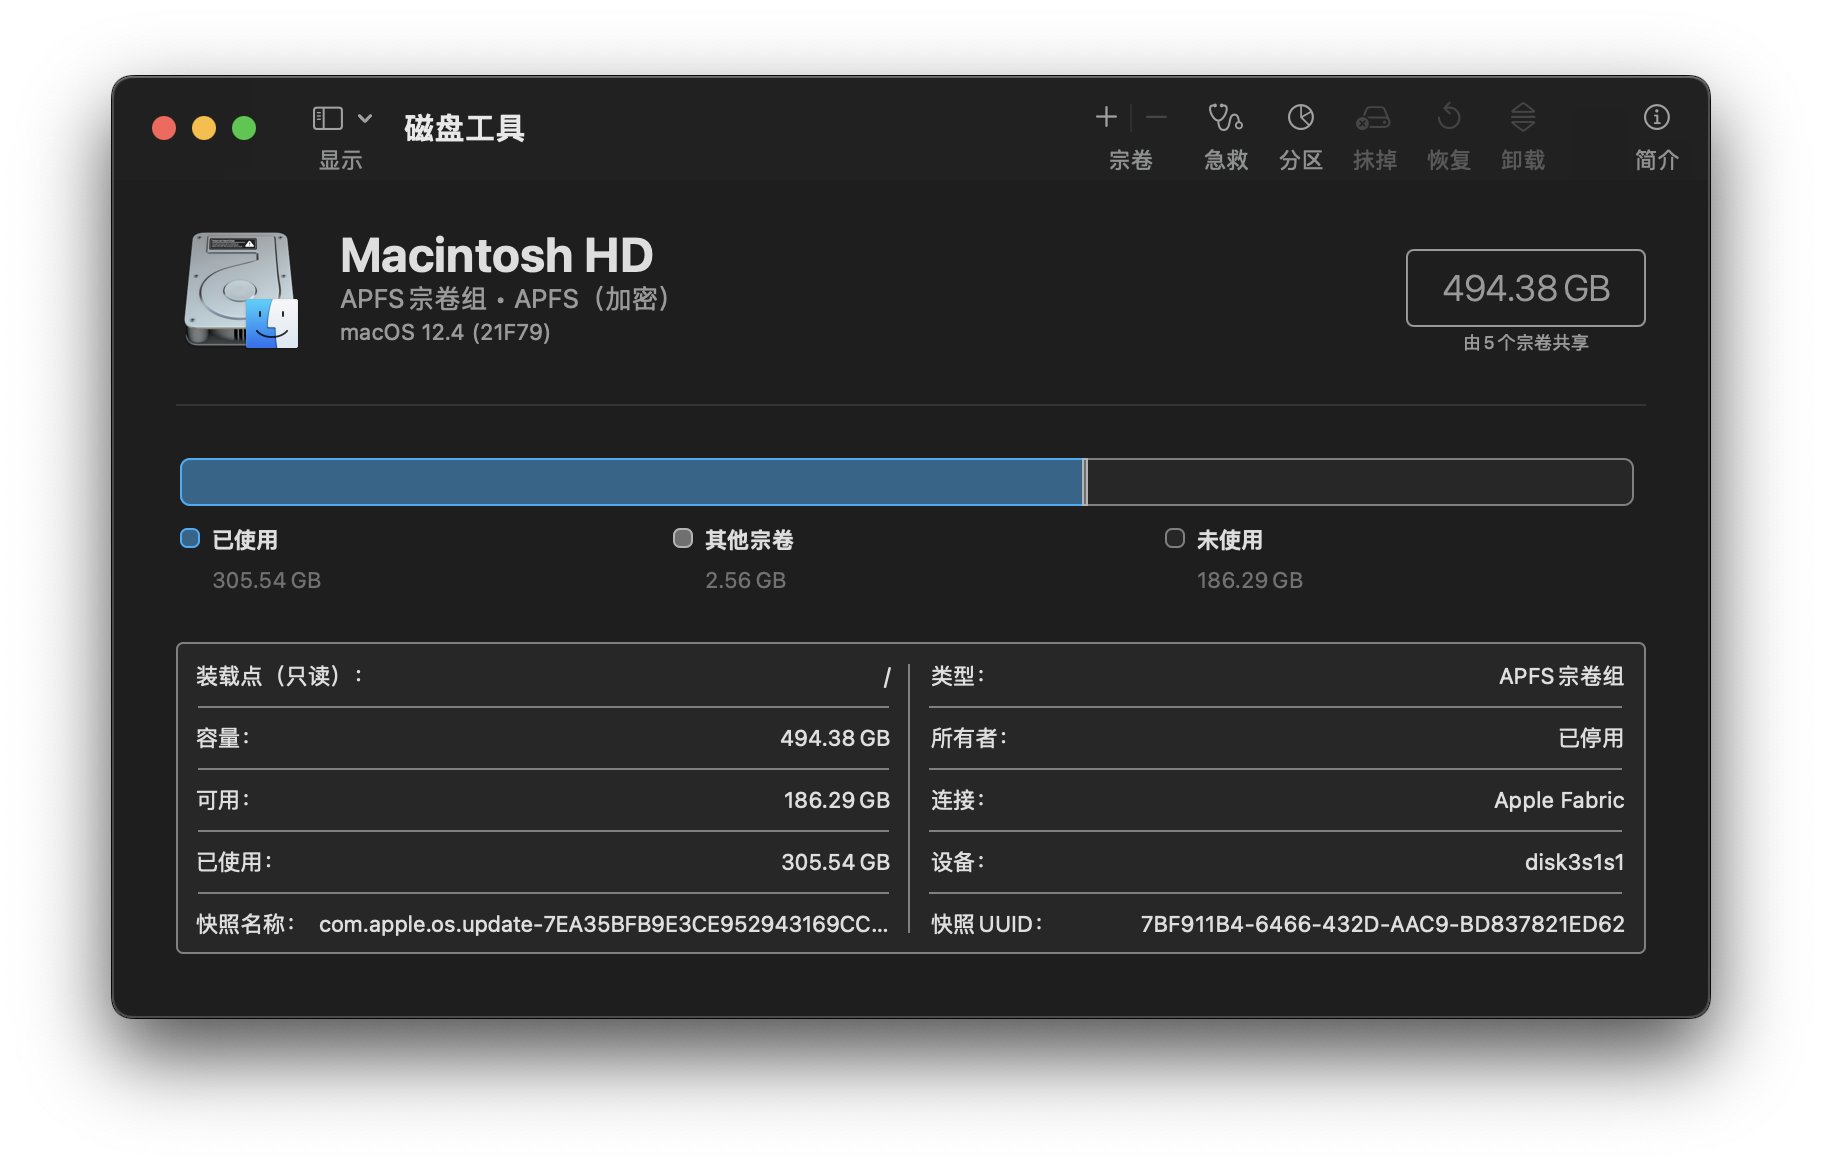 显示
磁盘工具
宗卷
急救
分区
抹掉
恢复
卸载
简介
Macintosh HD
APFS宗卷组 • APFS（加密）
macOS 12.4 (21F79)
494.38 GB
由5个宗卷共享
已使用
305.54 GB
其他宗卷
2.56 GB
未使用
186.29 GB
装载点（只读）: /
容量: 494.38 GB
可用: 186.29 GB
已使用: 305.54 GB
快照名称: com.apple.os.update-7EA35BFB9E3CE952943169CC...
类型: APFS宗卷组
所有者: 已停用
连接: Apple Fabric
设备: disk3s1s1
快照UUID: 7BF911B4-6466-432D-AAC9-BD837821ED62